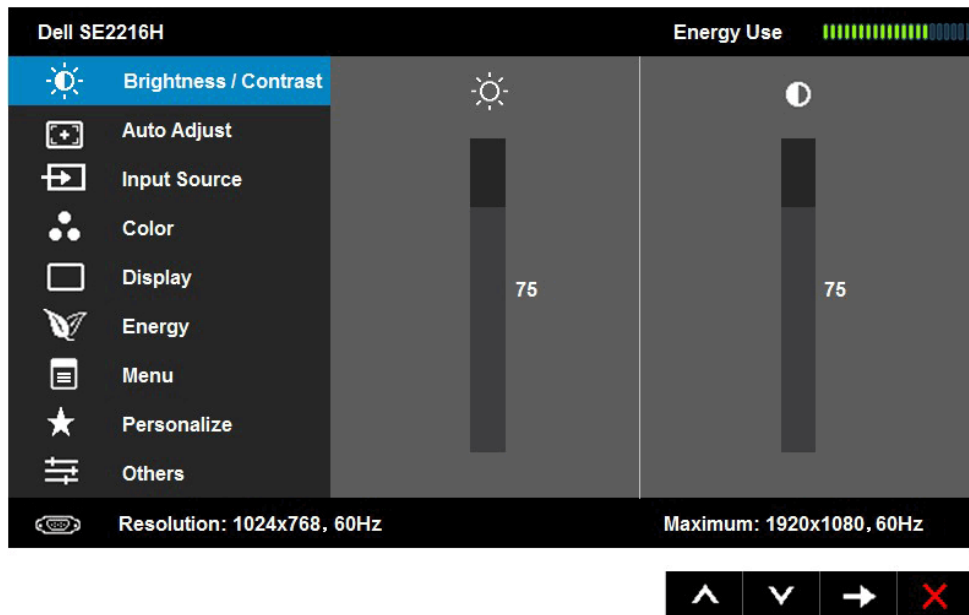 Dell SE2216H
Energy Use
Brightness / Contrast
Auto Adjust
Input Source
Color
Display
75
75
Energy
Menu
Personalize
Others
Resolution: 1024x768, 60Hz
Maximum: 1920x1080, 60Hz